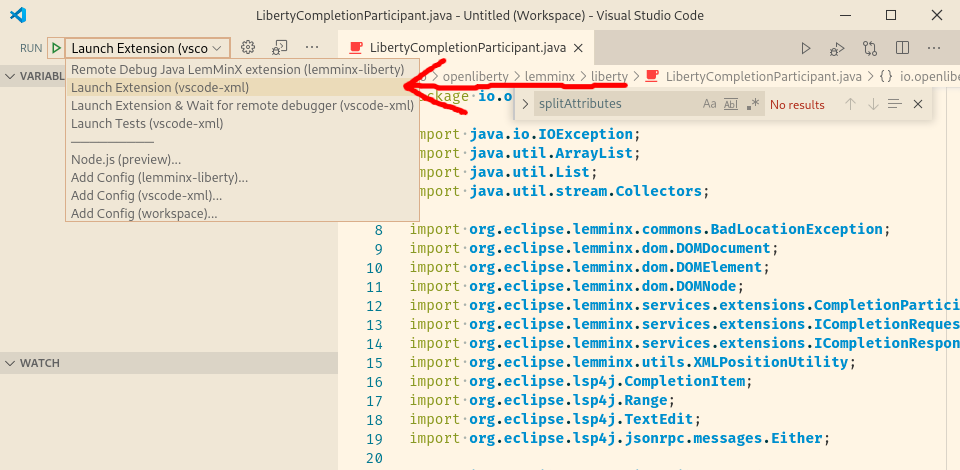 LibertyCompletionParticipant.java - Untitled (Workspace) - Visual Studio Code
RUN Launch Extension (vsco
LibertyCompletionParticipant.java
VARIABL
Remote Debug Java LemMinX extension (lemminx-liberty)
Launch Extension (vscode-xml)
Launch Extension & Wait for remote debugger (vscode-xml)
Launch Tests (vscode-xml)
Node.js (preview)...
Add Config (lemminx-liberty)...
Add Config (vscode-xml)...
Add Config (workspace)...
WATCH
io > openliberty > lemminx > liberty > LibertyCompletionParticipant.java > {} io.openlibe
splitAttributes Aa Abl .* No results
package io.o
import java.io.IOException;
import java.util.ArrayList;
import java.util.List;
import java.util.stream.Collectors;
8 import org.eclipse.lemminx.commons.BadLocationException;
9 import org.eclipse.lemminx.dom.DOMDocument;
10 import org.eclipse.lemminx.dom.DOMElement;
11 import org.eclipse.lemminx.dom.DOMNode;
12 import org.eclipse.lemminx.services.extensions.CompletionPartici
13 import org.eclipse.lemminx.services.extensions.ICompletionReque
14 import org.eclipse.lemminx.services.extensions.ICompletionRespon
15 import org.eclipse.lemminx.utils.XMLPositionUtility;
16 import org.eclipse.lsp4j.CompletionItem;
17 import org.eclipse.lsp4j.Range;
18 import org.eclipse.lsp4j.TextEdit;
19 import org.eclipse.lsp4j.jsonrpc.messages.Either;
20